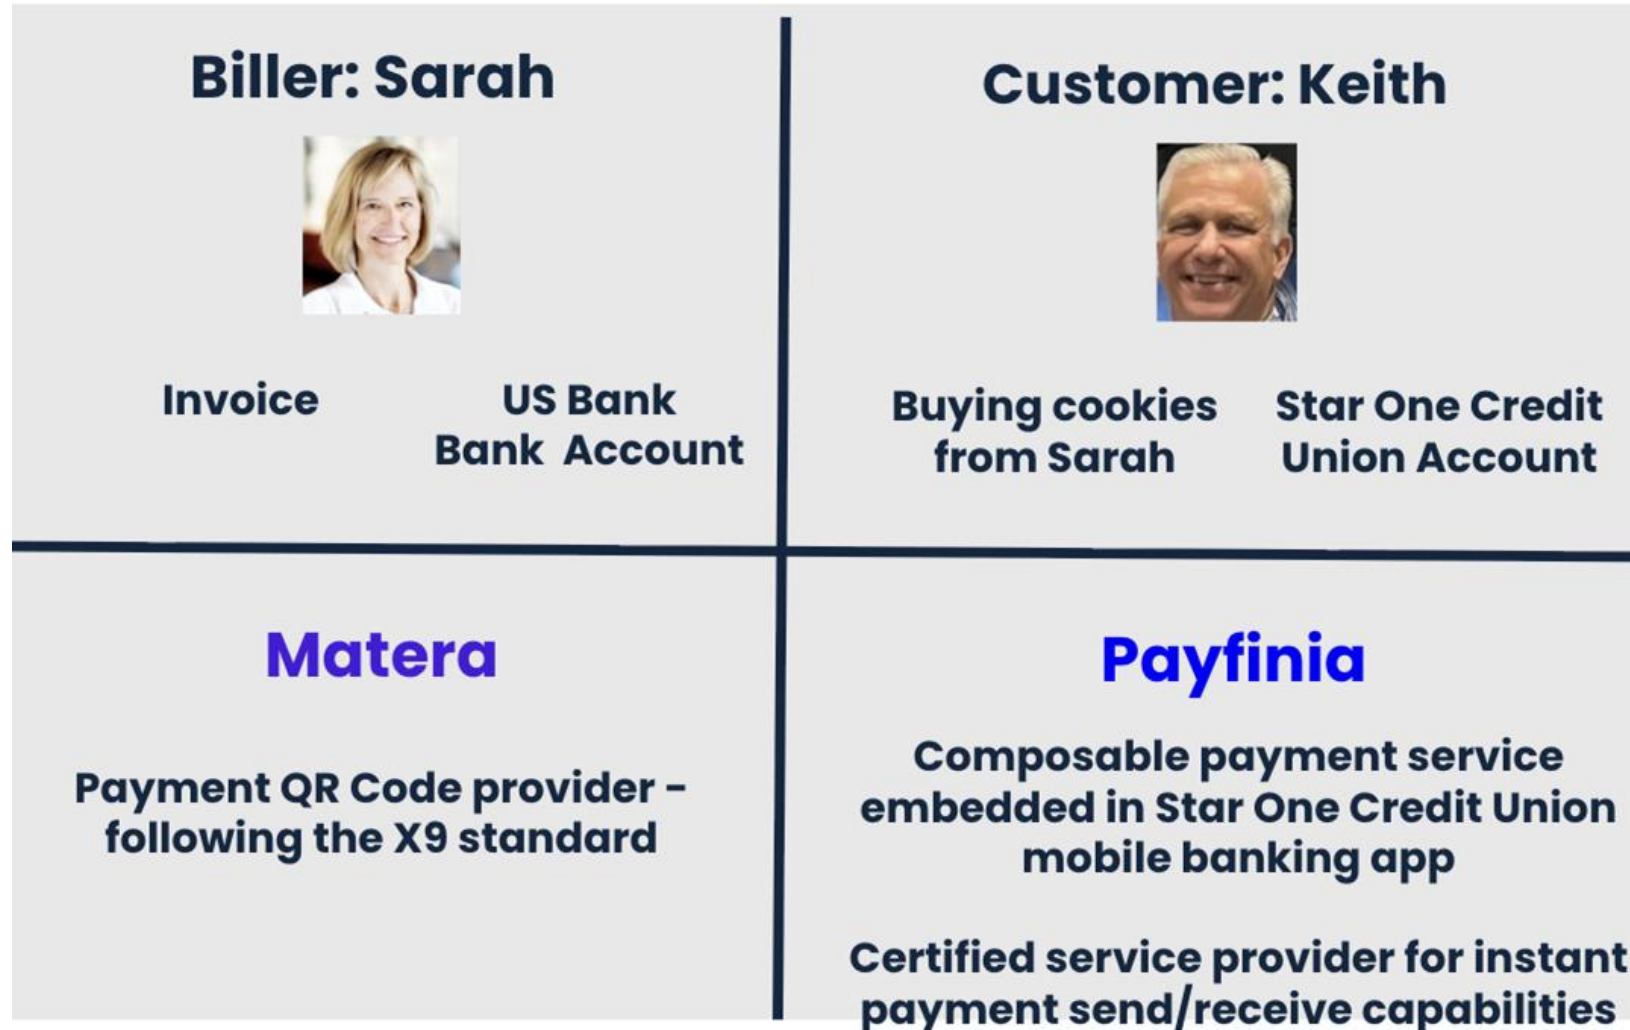 Biller: Sarah
Invoice
US Bank
Bank Account
Customer: Keith
Buying cookies
from Sarah
Star One Credit
Union Account
Matera
Payment QR Code provider -
following the X9 standard
Payfinia
Composable payment service
embedded in Star One Credit Union
mobile banking app
Certified service provider for instant
payment send/receive capabilities